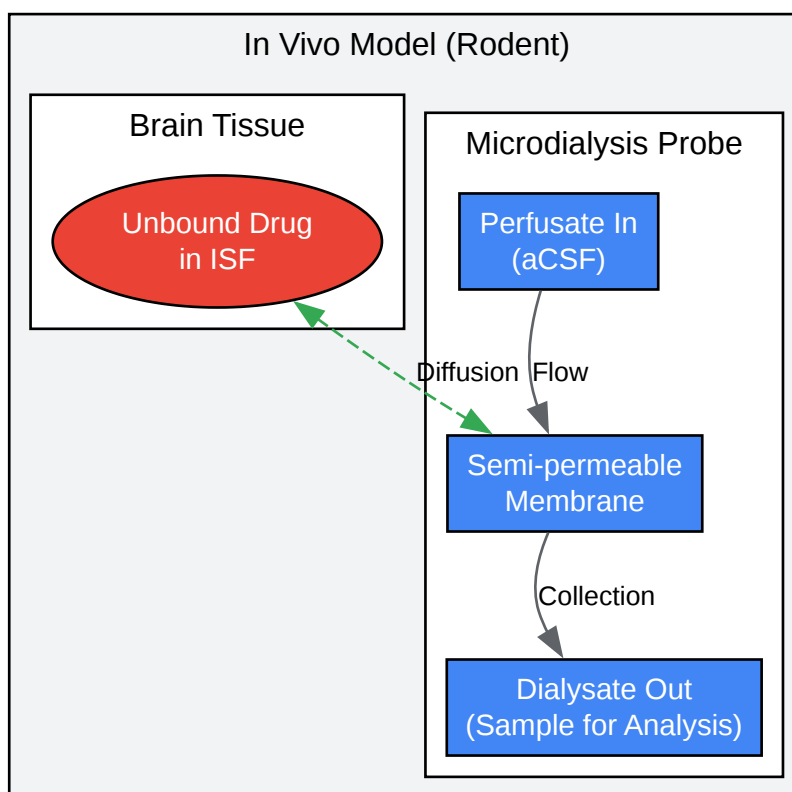 In Vivo Model (Rodent)
Brain Tissue
Unbound Drug
in ISF
Microdialysis Probe
Perfusate In
(aCSF)
Diffusion
Flow
Semi-permeable
Membrane
Collection
Dialysate Out
(Sample for Analysis)